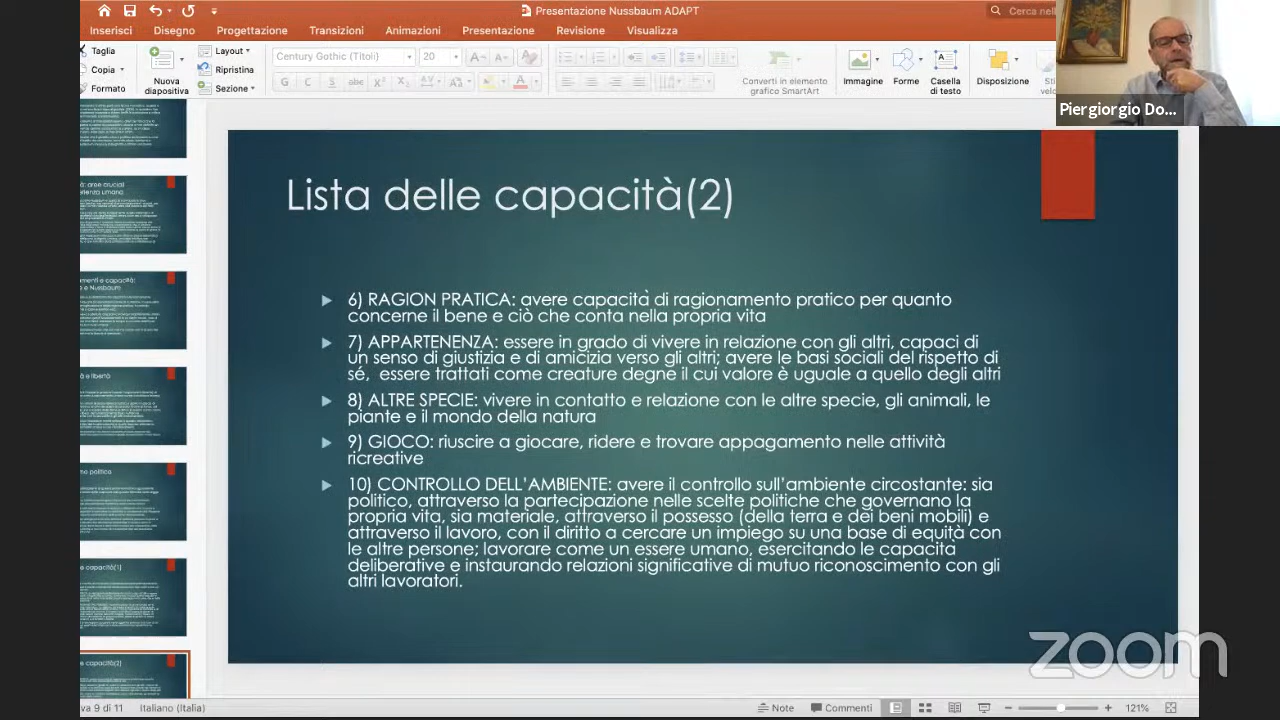 Presentazione Nussbaum ADAPT
Cerca nell
Inserisci Disegno Progettazione Transizioni Animazioni Presentazione Revisione Visualizza
Taglia
Copia
Formato
Nuova
diapositiva
Layout
Ripristina
Sezione
Century Gothic (Titoli)
20
Converti in elemento
grafico SmartArt
Immagine
Forme
Casella
di testo
Disposizione
Piergiorgio Do...
Lista delle capacità(2)
6) RAGION PRATICA: avere capacità di ragionamento pratico per quanto
concerne il bene e ciò che conta nella propria vita
7) APPARTENENZA: essere in grado di vivere in relazione con gli altri, capaci di
un senso di giustizia e di amicizia verso gli altri; avere le basi sociali del rispetto di
sé, essere trattati come creature degne il cui valore è uguale a quello degli altri
8) ALTRE SPECIE: vivere in contatto e relazione con le altre specie, gli animali, le
piante e il mondo della natura
9) GIOCO: riuscire a giocare, ridere e trovare appagamento nelle attività
ricreative
10) CONTROLLO DELL'AMBIENTE: avere il controllo sull'ambiente circostante: sia
politico, attraverso la partecipazione nelle scelte politiche che governano le
nostre vite; sia materiale, attraverso il possesso (della terra e dei beni mobili) e
attraverso il lavoro, con il diritto a cercare un impiego su una base di equità con
le altre persone; lavorare come un essere umano, esercitando le capacità
deliberative e instaurando relazioni significative di mutuo riconoscimento con gli
altri lavoratori.
zoom
va 9 di 11
Italiano (Italia)
Note
Commenti
121%